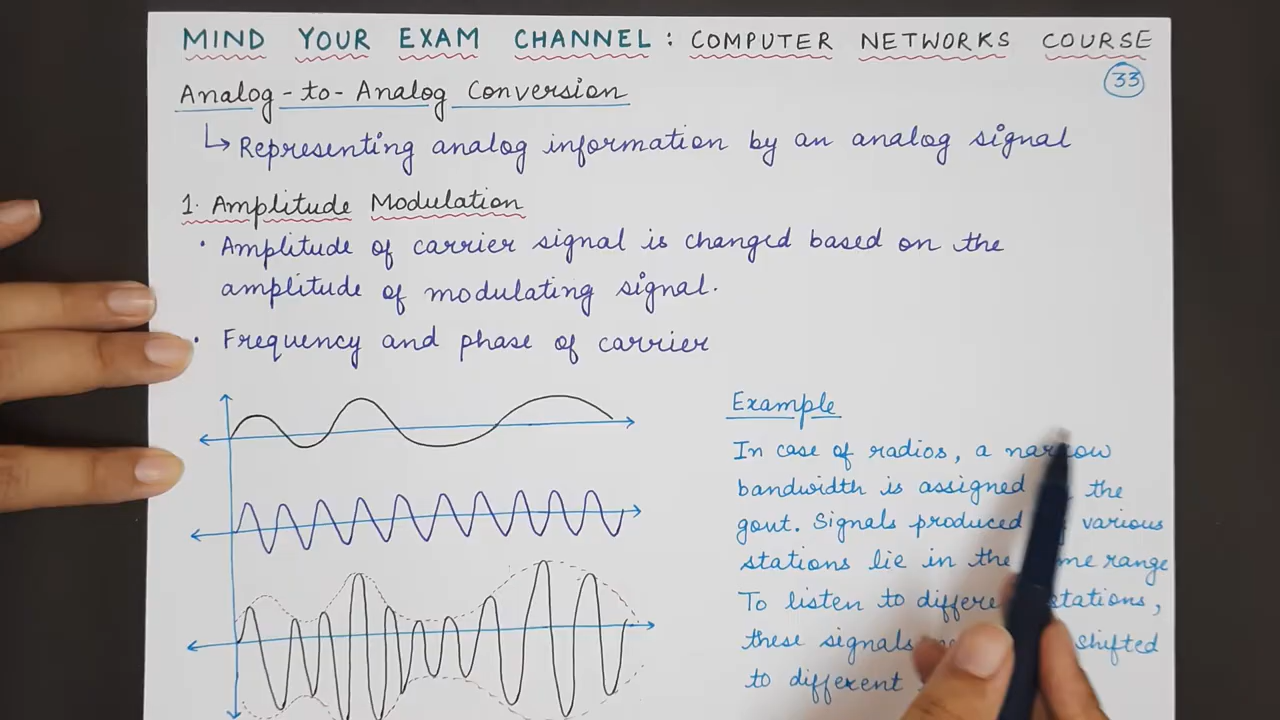 MIND YOUR EXAM CHANNEL : COMPUTER NETWORKS COURSE
33
Analog-to-Analog Conversion
Representing analog information by an analog signal
1. Amplitude Modulation
• Amplitude of carrier signal is changed based on the
amplitude of modulating signal.
• Frequency and phase of carrier
Example
In case of radios, a narrow
bandwidth is assigned the
govt. Signals produced various
stations lie in the range
To listen to stations,
these signals shifted
to different